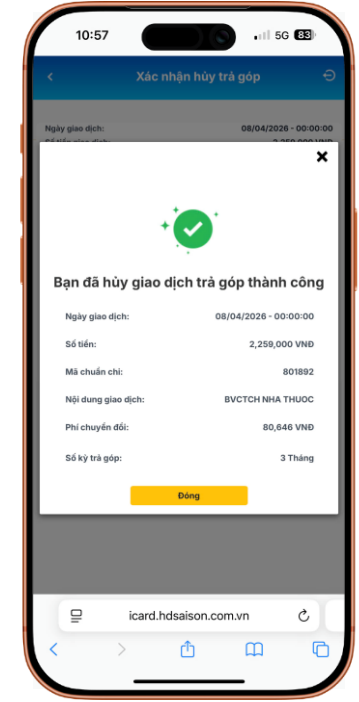 10:57
5G 83
Xác nhận hủy trả góp
Ngày giao dịch: 08/04/2026 - 00:00:00
Bạn đã hủy giao dịch trả góp thành công
Ngày giao dịch: 08/04/2026 - 00:00:00
Số tiền: 2,259,000 VNĐ
Mã chuẩn chi: 801892
Nội dung giao dịch: BVCTCH NHA THUOC
Phí chuyển đổi: 80,646 VNĐ
Số kỳ trả góp: 3 Tháng
Đóng
icard.hdsaison.com.vn